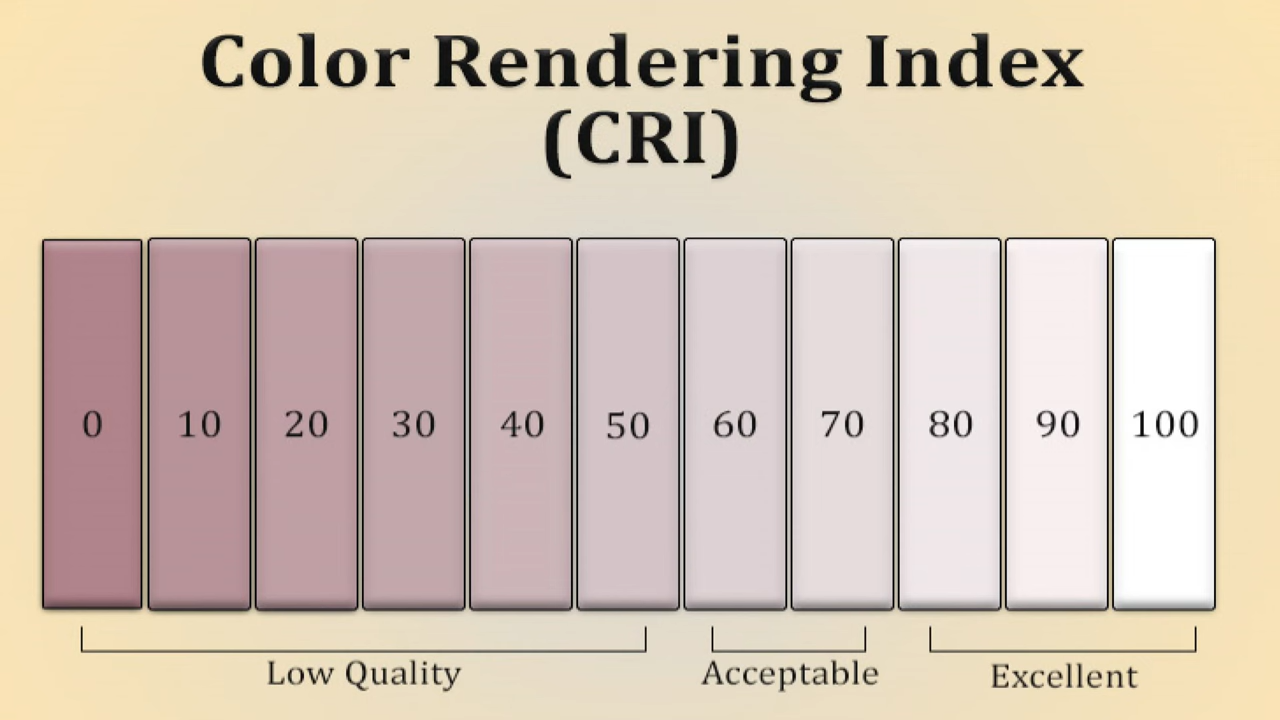 Color Rendering Index
(CRI)
0 10 20 30 40 50 60 70 80 90 100
Low Quality Acceptable Excellent